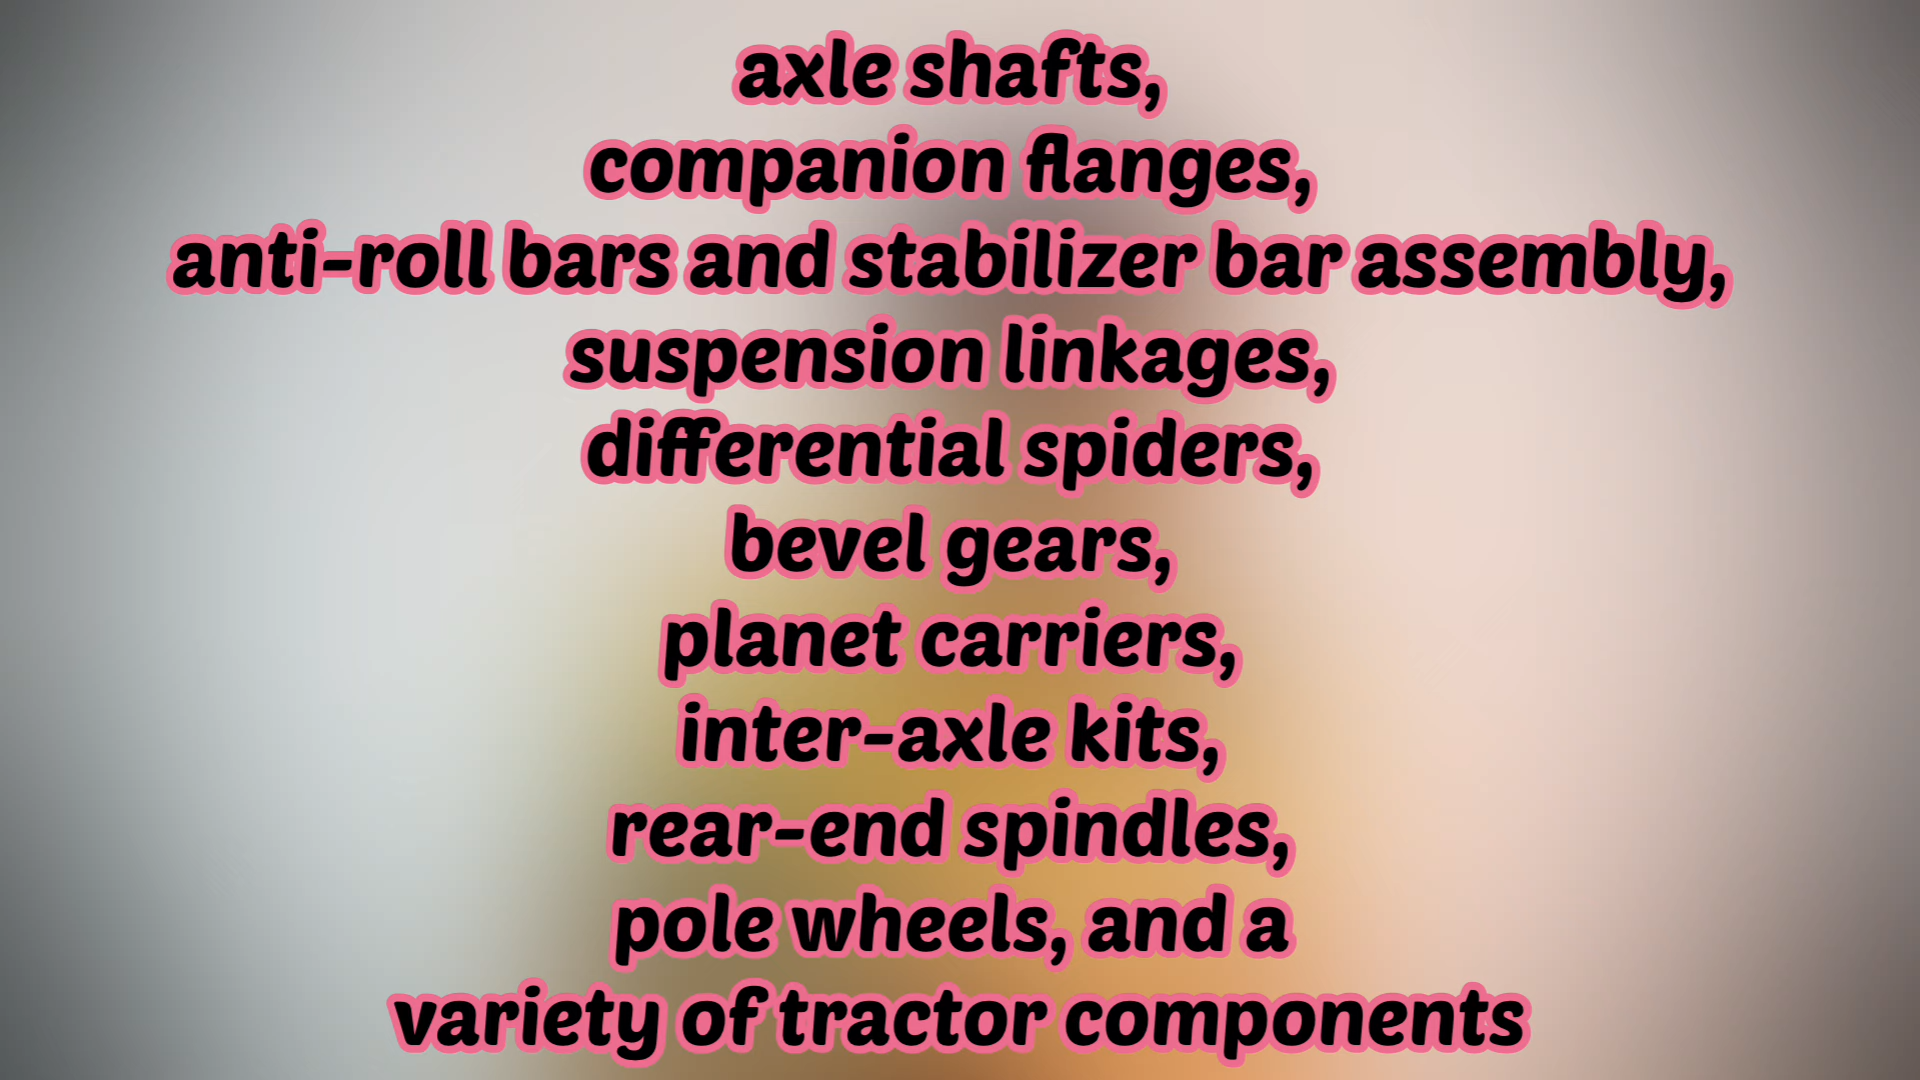 axle shafts,
companion flanges,
anti-roll bars and stabilizer bar assembly,
suspension linkages,
differential spiders,
bevel gears,
planet carriers,
inter-axle kits,
rear-end spindles,
pole wheels, and a
variety of tractor components